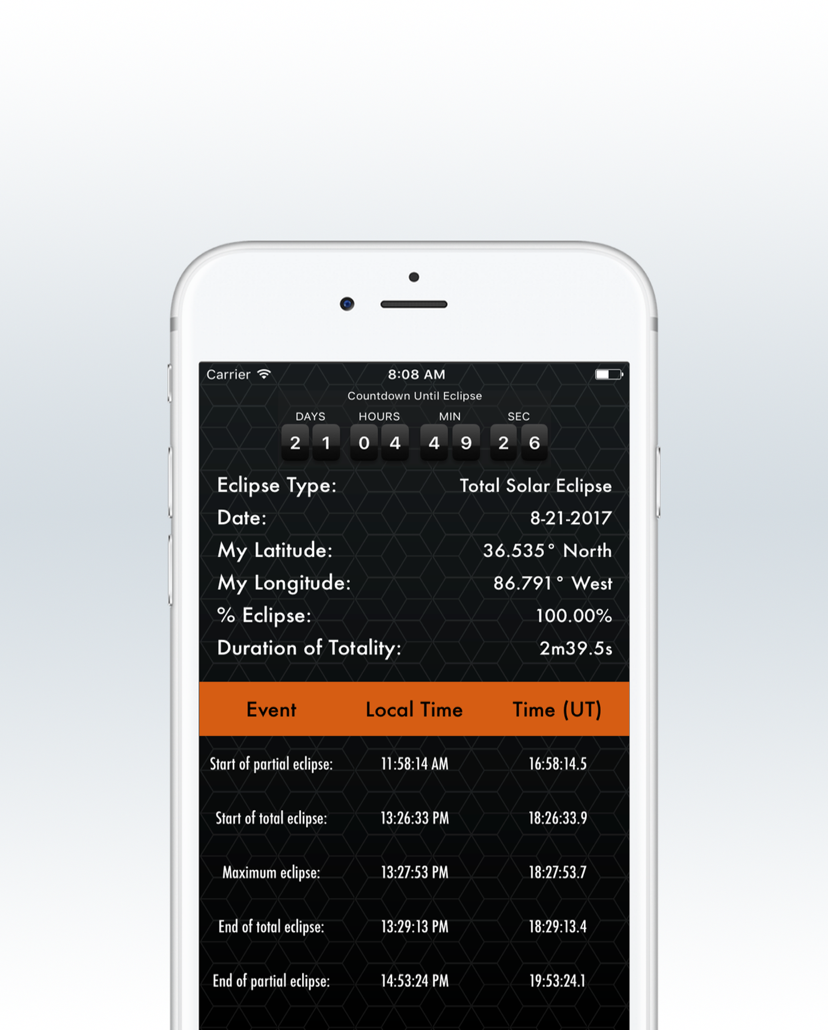 Carrier 8:08 AM
Countdown Until Eclipse
DAYS HOURS MIN SEC
2 1 0 4 4 9 2 6
Eclipse Type: Total Solar Eclipse
Date: 8-21-2017
My Latitude: 36.535° North
My Longitude: 86.791° West
% Eclipse: 100.00%
Duration of Totality: 2m39.5s
Event Local Time Time (UT)
Start of partial eclipse: 11:58:14 AM 16:58:14.5
Start of total eclipse: 13:26:33 PM 18:26:33.9
Maximum eclipse: 13:27:53 PM 18:27:53.7
End of total eclipse: 13:29:13 PM 18:29:13.4
End of partial eclipse: 14:53:24 PM 19:53:24.1